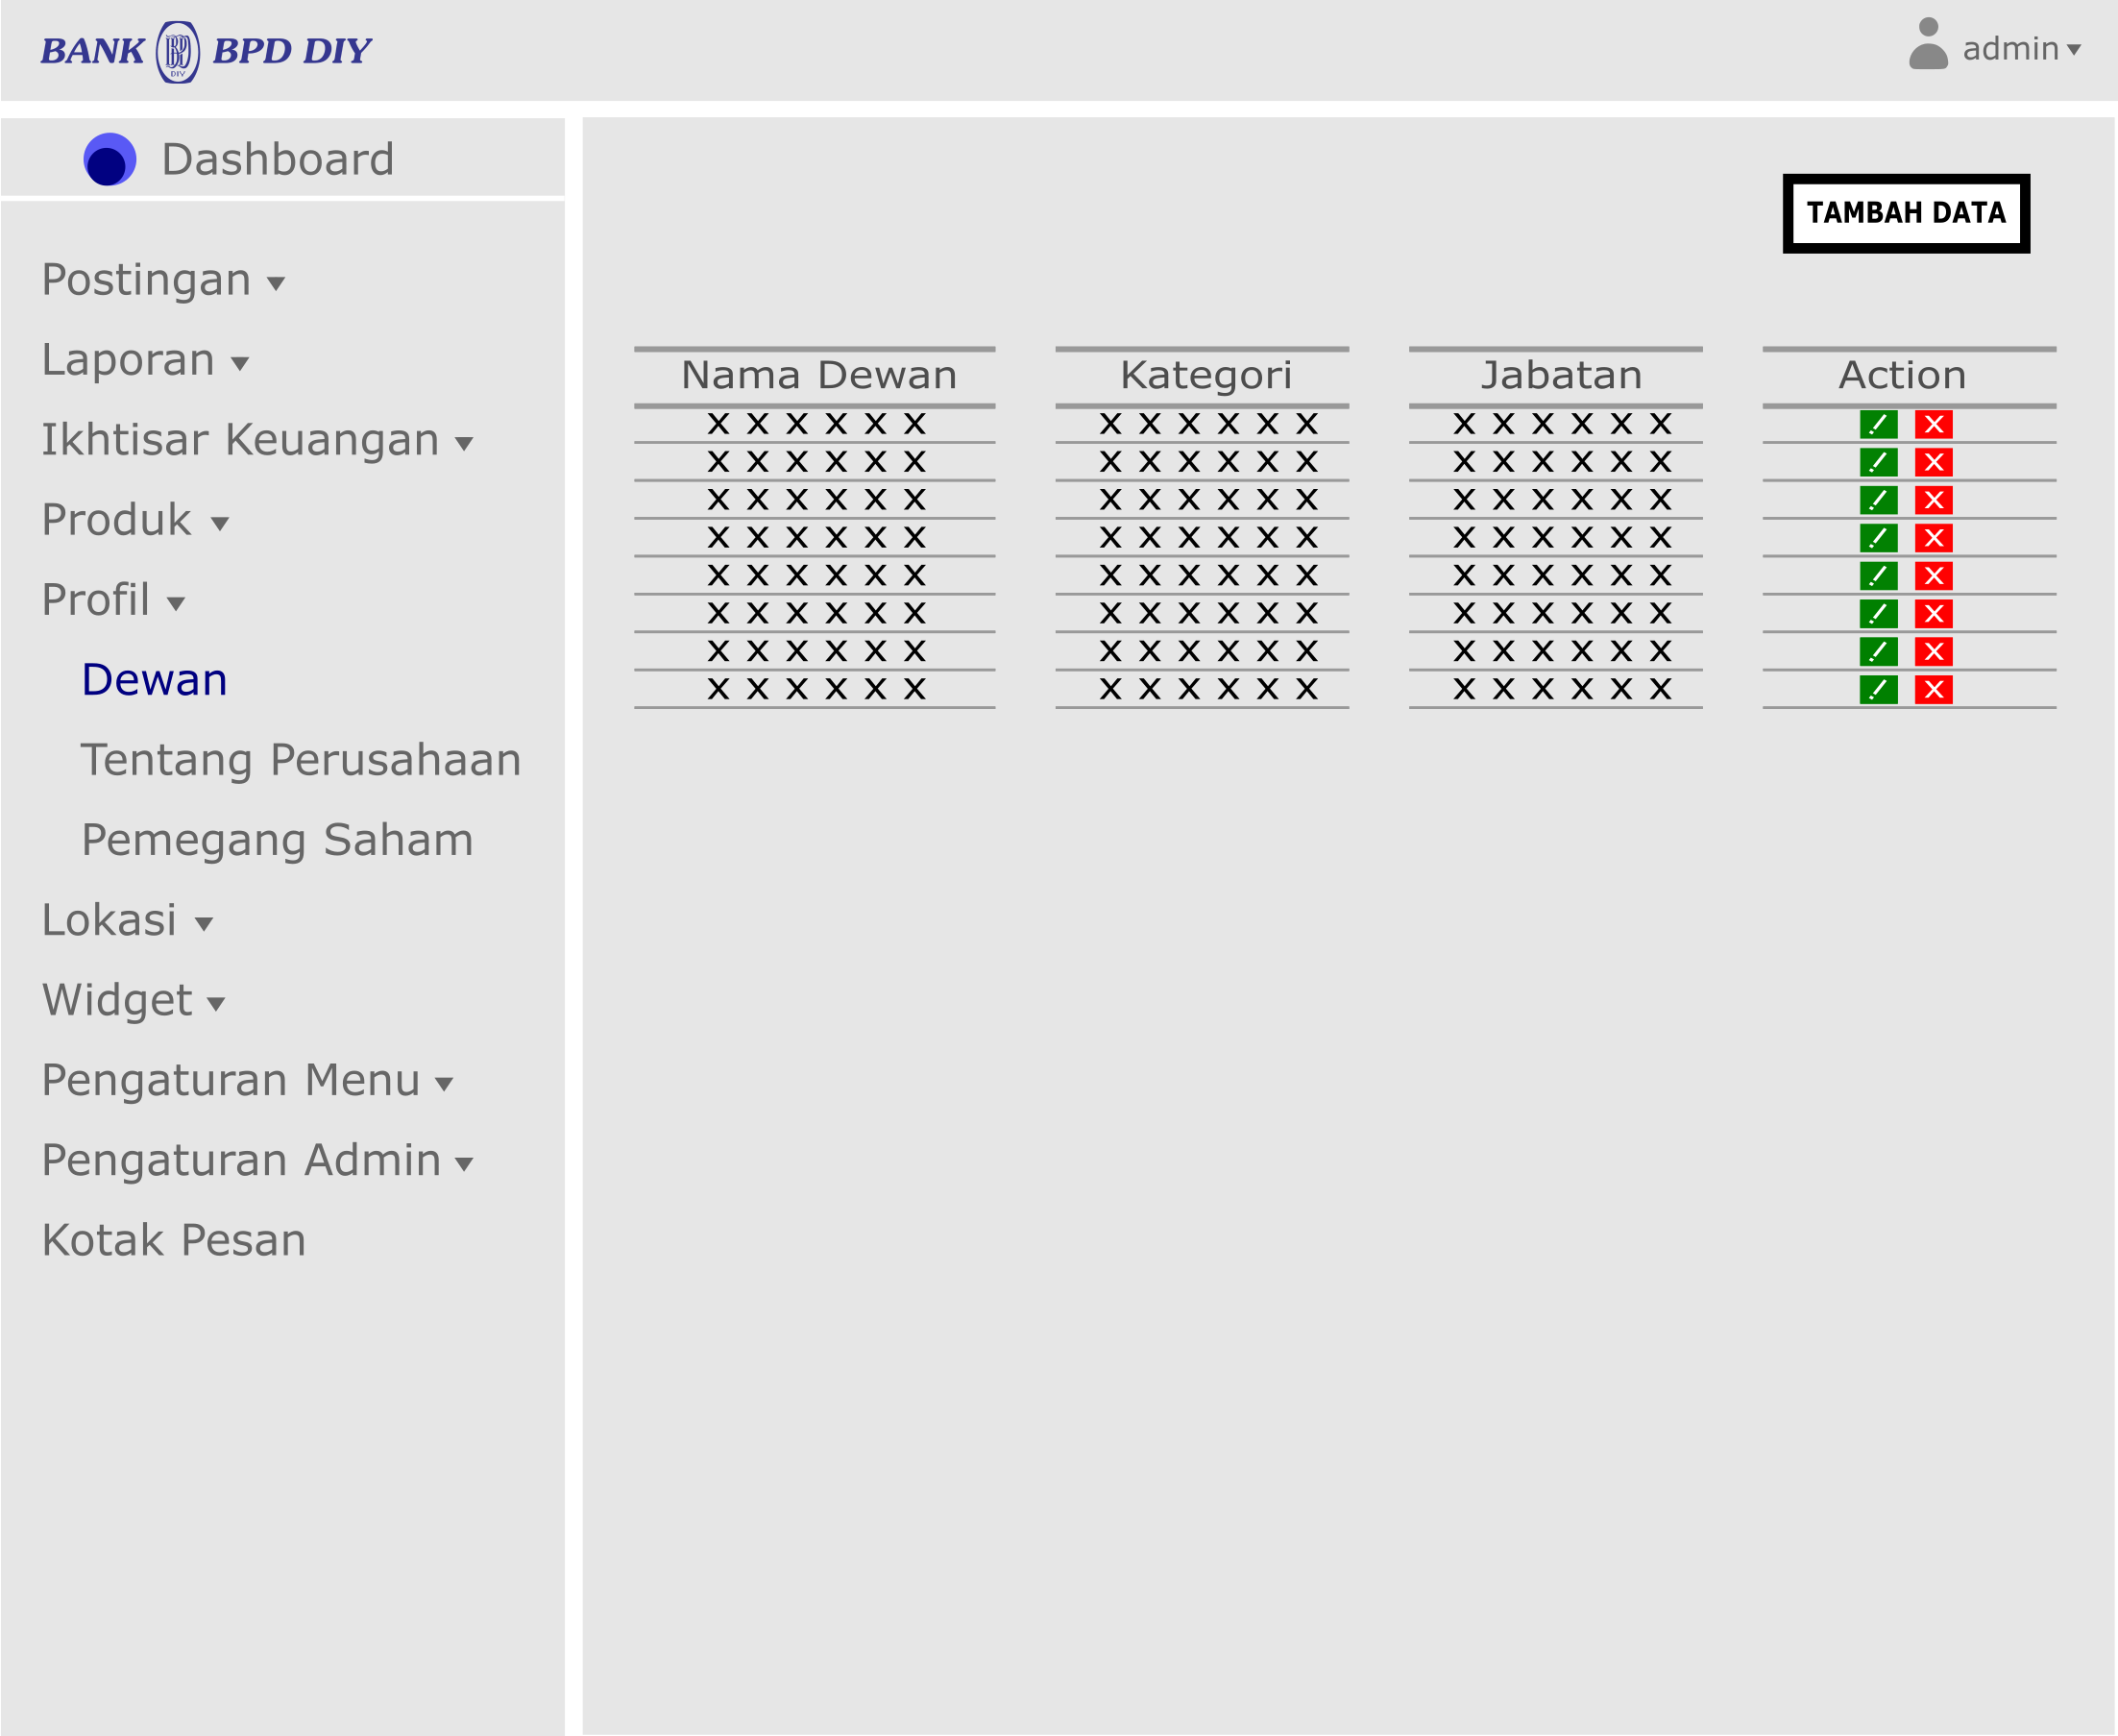 BANK BPD DIY
admin
Dashboard
TAMBAH DATA
Postingan
Laporan
Ikhtisar Keuangan
Produk
Profil
Dewan
Tentang Perusahaan
Pemegang Saham
Lokasi
Widget
Pengaturan Menu
Pengaturan Admin
Kotak Pesan
Nama Dewan Kategori Jabatan Action
X X X X X X X X X X X X X X X X X X X
X X X X X X X X X X X X X X X X X X X
X X X X X X X X X X X X X X X X X X X
X X X X X X X X X X X X X X X X X X X
X X X X X X X X X X X X X X X X X X X
X X X X X X X X X X X X X X X X X X X
X X X X X X X X X X X X X X X X X X X
X X X X X X X X X X X X X X X X X X X